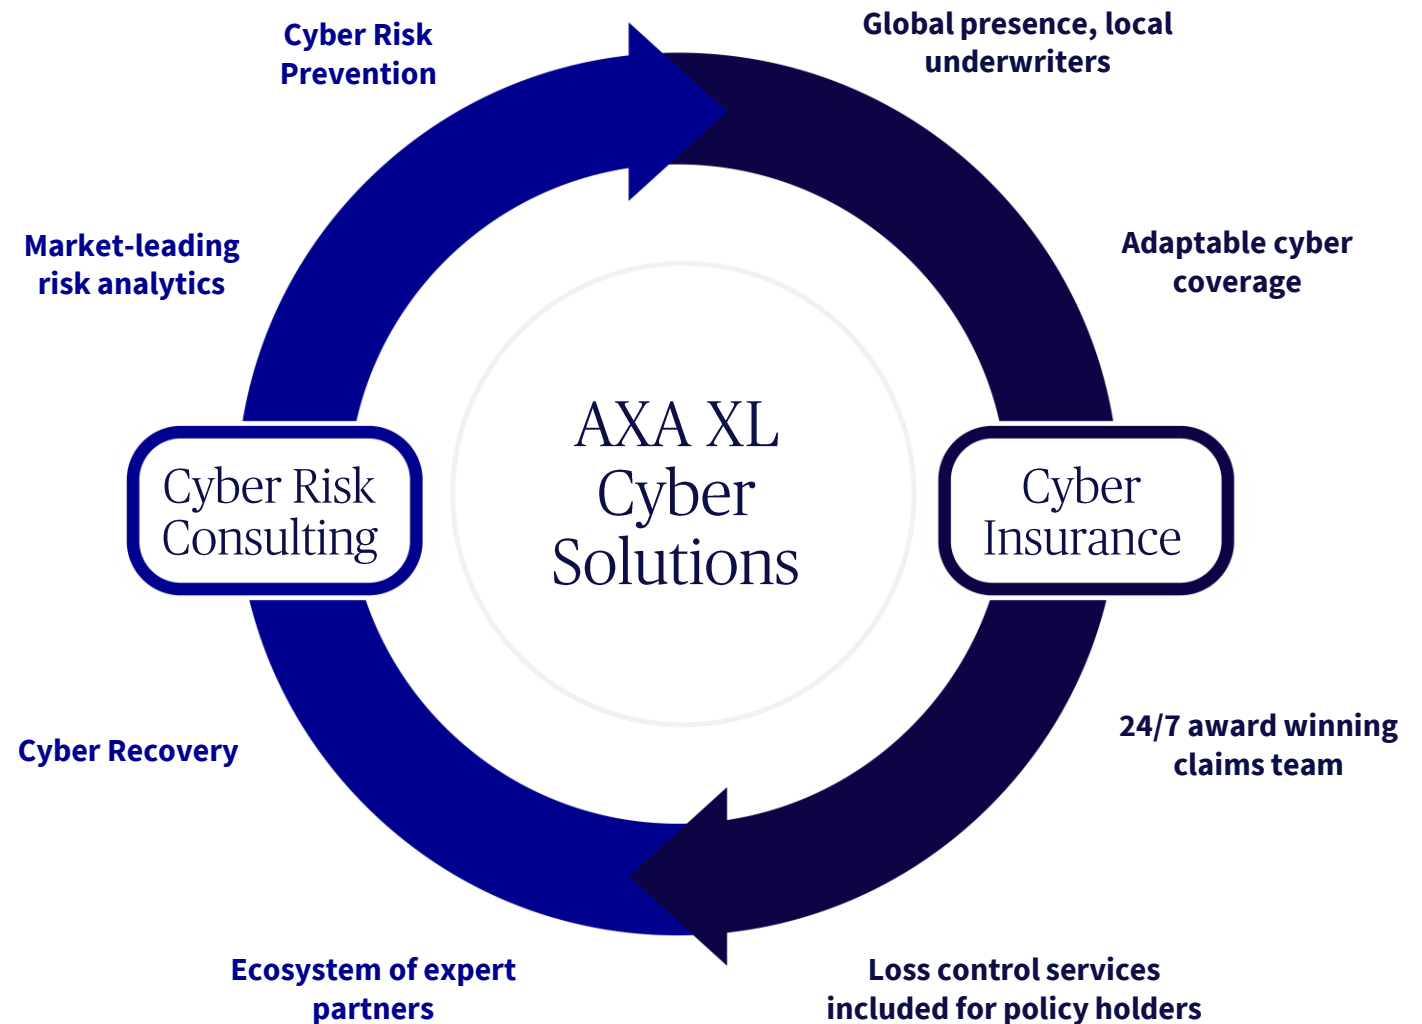 Cyber Risk
Prevention
Global presence, local
underwriters
Market-leading
risk analytics
Adaptable cyber
coverage
Cyber Risk
Consulting
AXA XL
Cyber
Solutions
Cyber
Insurance
Cyber Recovery
24/7 award winning
claims team
Ecosystem of expert
partners
Loss control services
included for policy holders